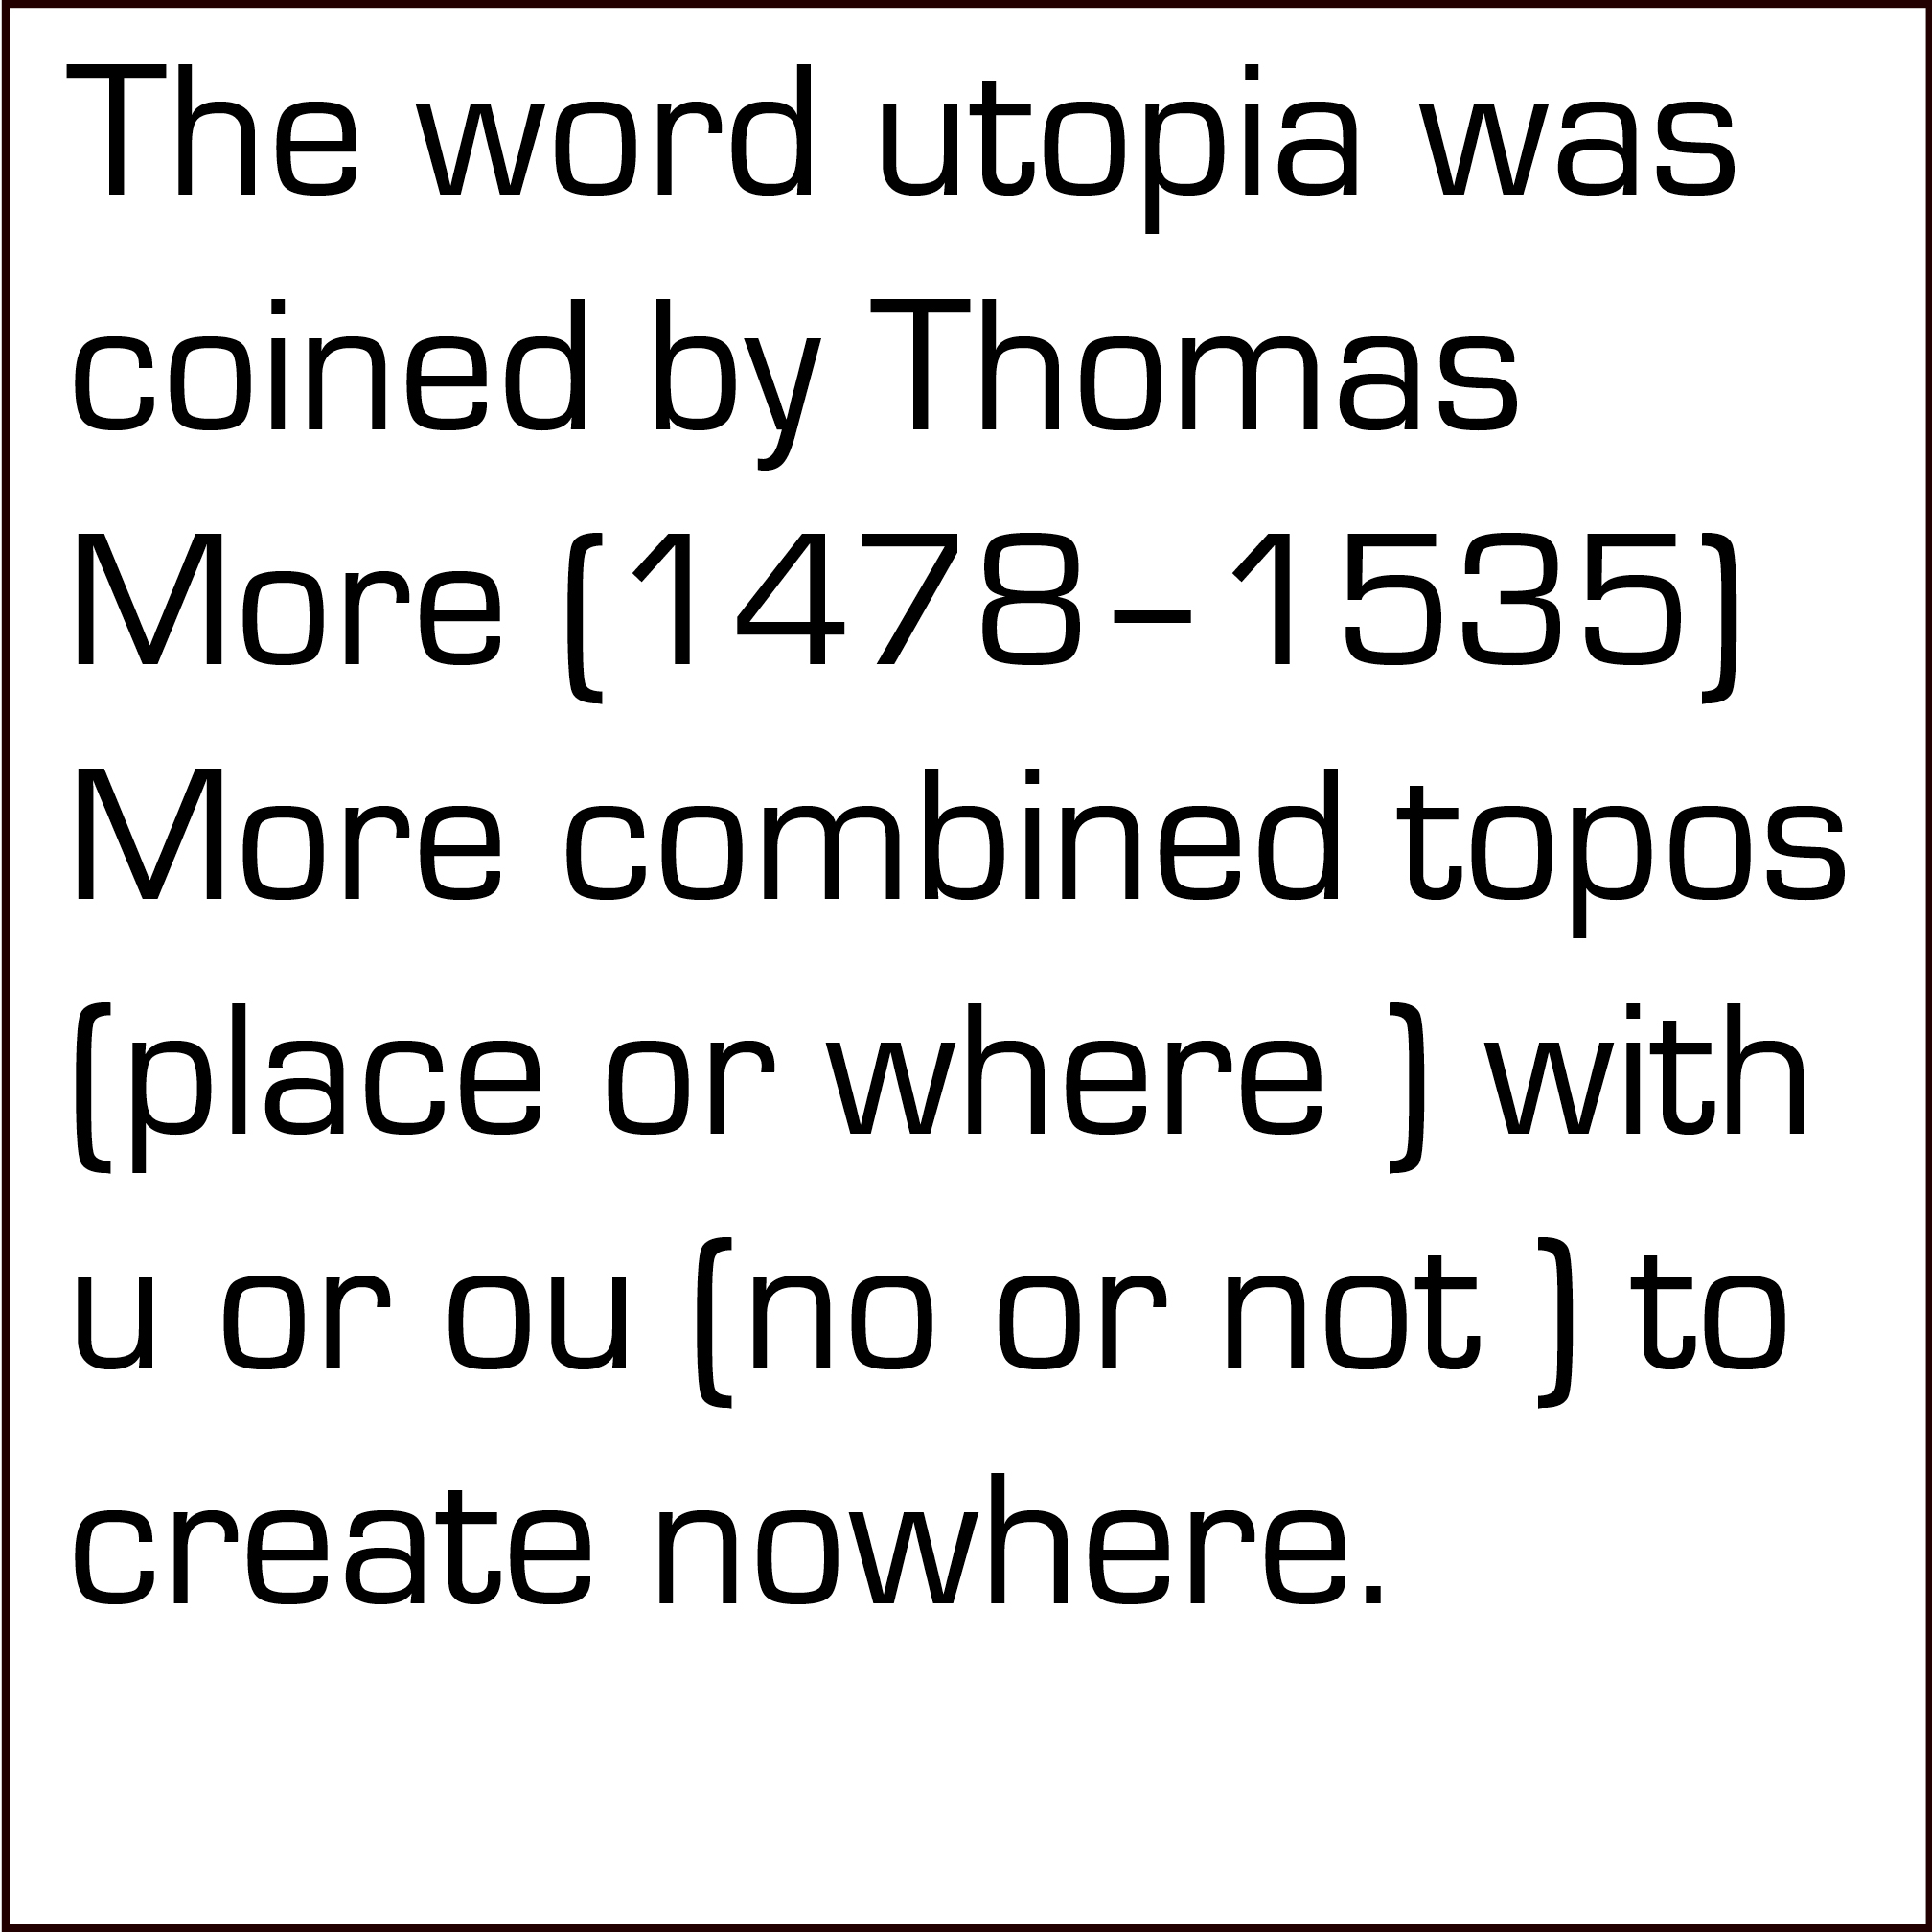 The word utopia was
coined by Thomas
More (1478–1535)
More combined topos
(place or where ) with
u or ou (no or not ) to
create nowhere.